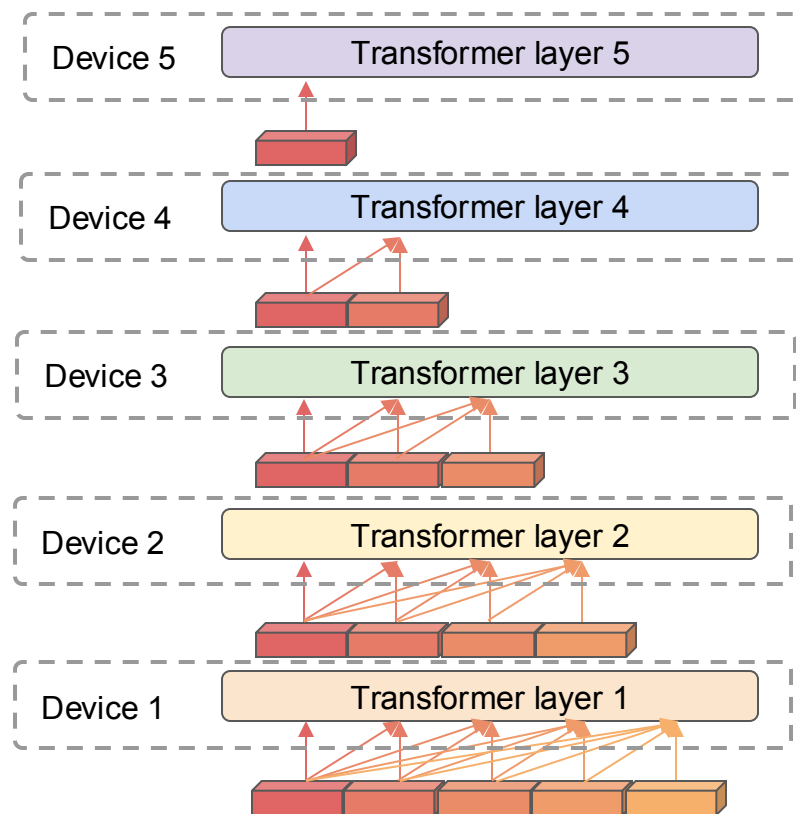 Device 5
Transformer layer 5
Device 4
Transformer layer 4
Device 3
Transformer layer 3
Device 2
Transformer layer 2
Device 1
Transformer layer 1